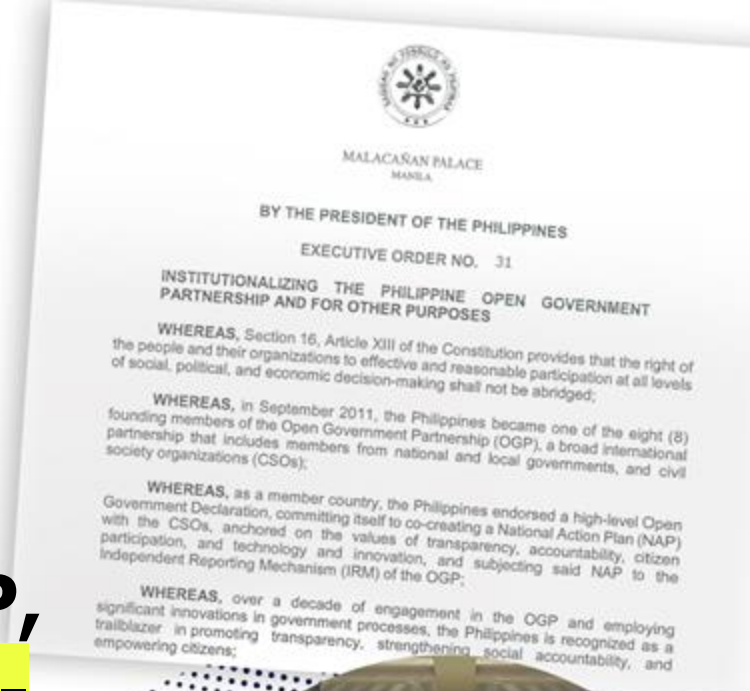 MALACAÑAN PALACE
MANILA
BY THE PRESIDENT OF THE PHILIPPINES
EXECUTIVE ORDER NO. 31
INSTITUTIONALIZING THE PHILIPPINE OPEN GOVERNMENT
PARTNERSHIP AND FOR OTHER PURPOSES
WHEREAS, Section 16, Article XIII of the Constitution provides that the right of
the people and their organizations to effective and reasonable participation at all levels
of social, political, and economic decision-making shall not be abridged;
WHEREAS, in September 2011, the Philippines became one of the eight (8)
founding members of the Open Government Partnership (OGP), a broad international
partnership that includes members from national and local governments, and civil
society organizations (CSOs);
WHEREAS, as a member country, the Philippines endorsed a high-level Open
Government Declaration, committing itself to co-creating a National Action Plan (NAP)
with the CSOs, anchored on the values of transparency, accountability, citizen
participation, and technology and innovation, and subjecting said NAP to the
Independent Reporting Mechanism (IRM) of the OGP;
WHEREAS, over a decade of engagement in the OGP and employing
significant innovations in government processes, the Philippines is recognized as a
trailblazer in promoting transparency, strengthening social accountability, and
empowering citizens;